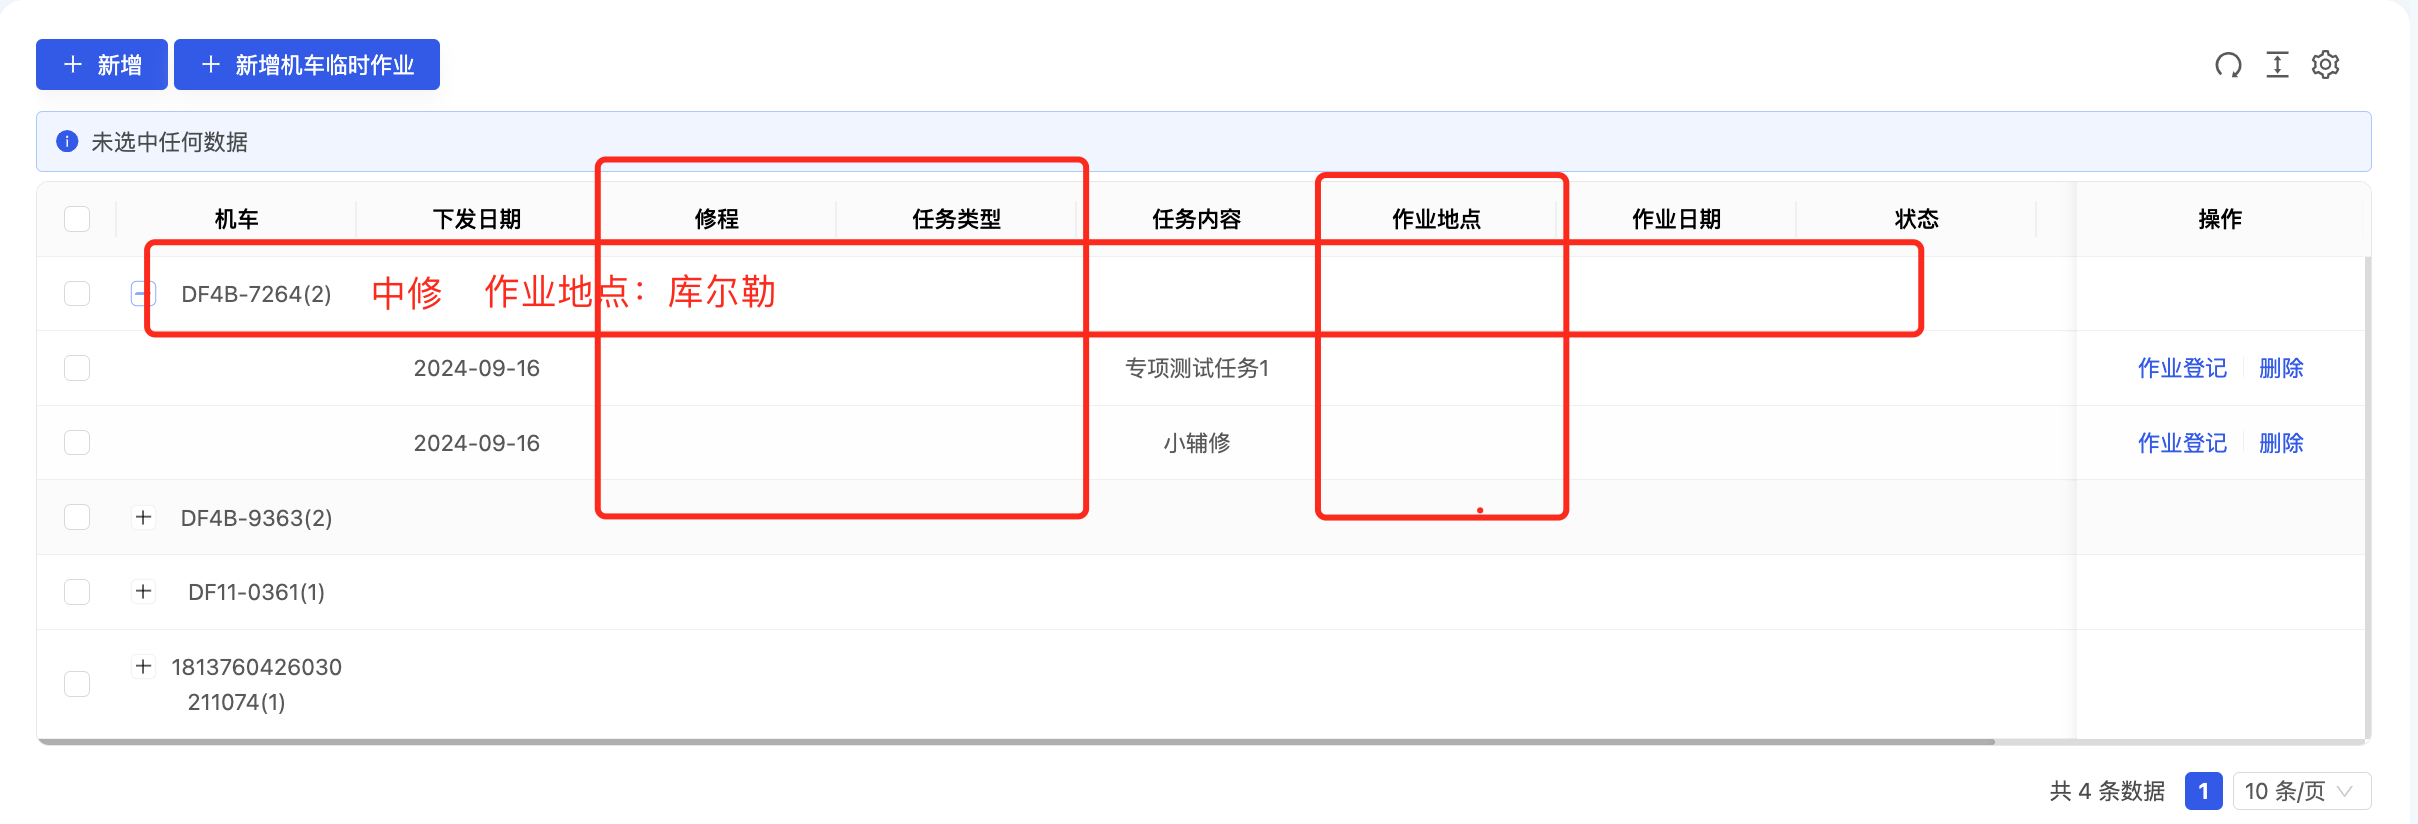 新增 新增机车临时作业
未选中任何数据
机车 下发日期 修程 任务类型 任务内容 作业地点 作业日期 状态 操作
DF4B-7264(2) 中修 作业地点：库尔勒
2024-09-16 专项测试任务1 作业登记 删除
2024-09-16 小辅修 作业登记 删除
DF4B-9363(2)
DF11-0361(1)
1813760426030
211074(1)
共 4 条数据 1 10 条/页